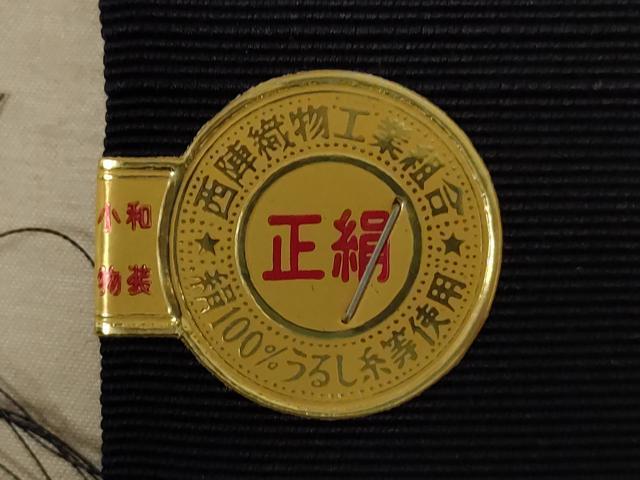 西陣織物工業組合
正絹
絹100%うるし糸等使用
和装
小物